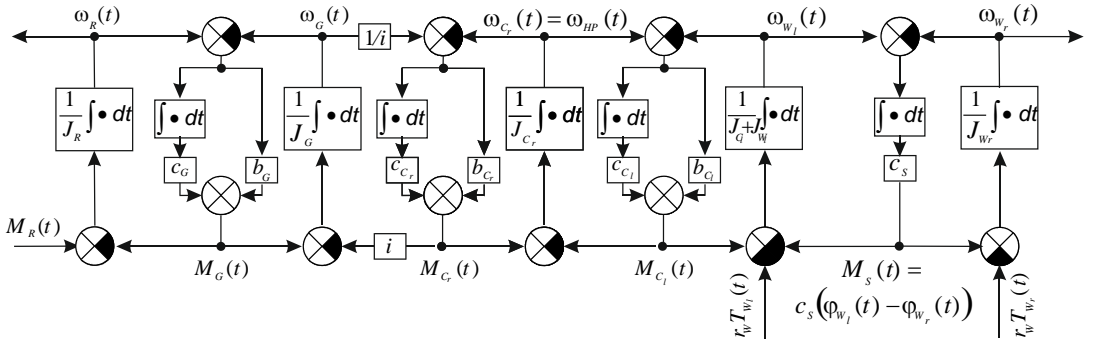 ω_R(t) ω_G(t) 1/i ω_{C_r}(t) = ω_{HP}(t) ω_{W_l}(t) ω_{W_r}(t)
1/J_R ∫ • dt ∫ • dt 1/J_G ∫ • dt ∫ • dt 1/J_{C_r} ∫ • dt ∫ • dt 1/J_{C_l}+J_{W_l} ∫ • dt ∫ • dt 1/J_{Wr} ∫ • dt
c_G b_G c_{C_r} b_{C_r} c_{C_l} b_{C_l} c_S
M_R(t) i
M_G(t) M_{C_r}(t) M_{C_l}(t) M_S(t) =
c_S(φ_{W_l}(t) − φ_{W_r}(t))
r_W T_{W_l}(t) r_W T_{W_r}(t)